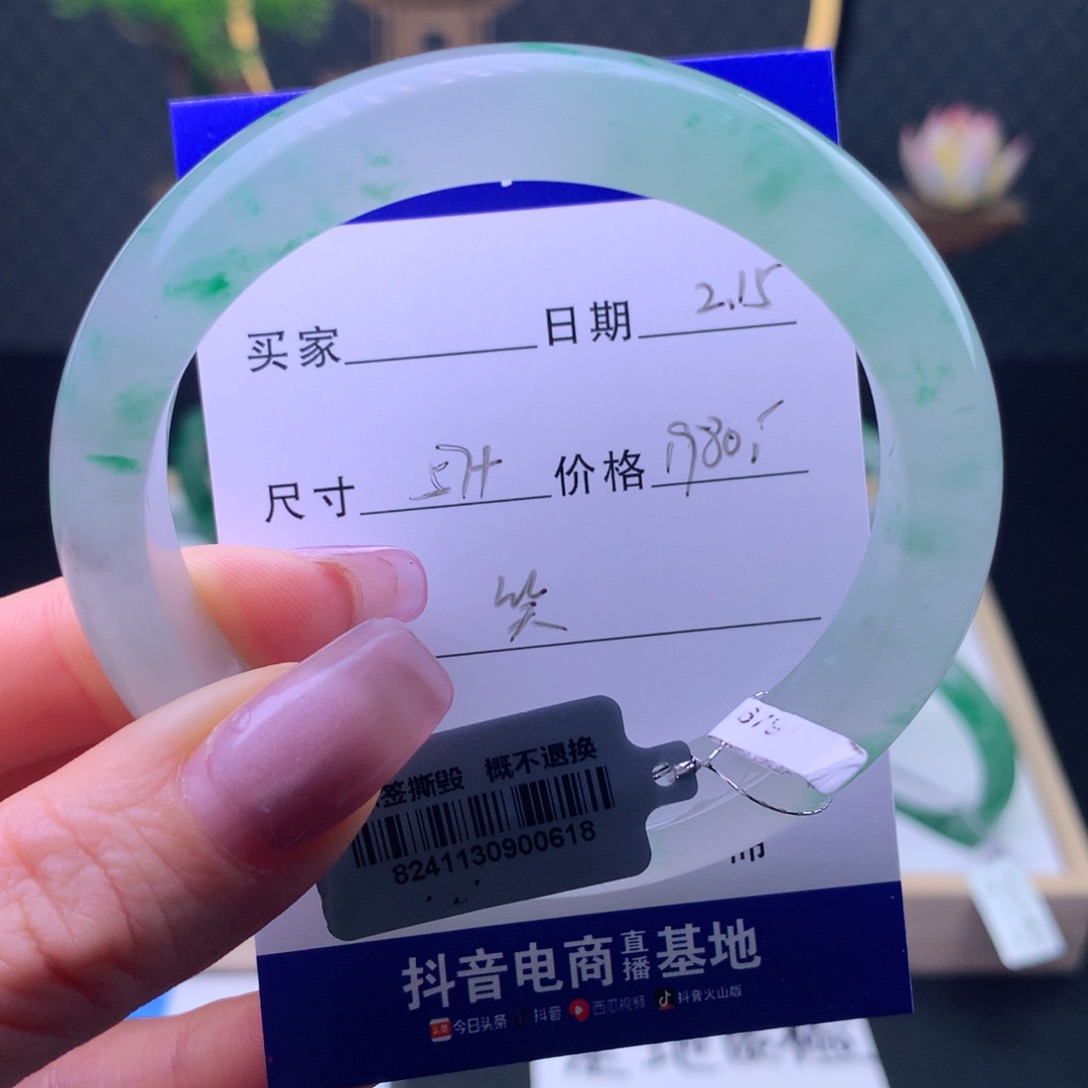 买家 日期 2.15
尺寸 价格
笑
签撕毁 概不退换
8241130900618
抖音电商直播基地
今日头条 抖音 西瓜视频 抖音火山版